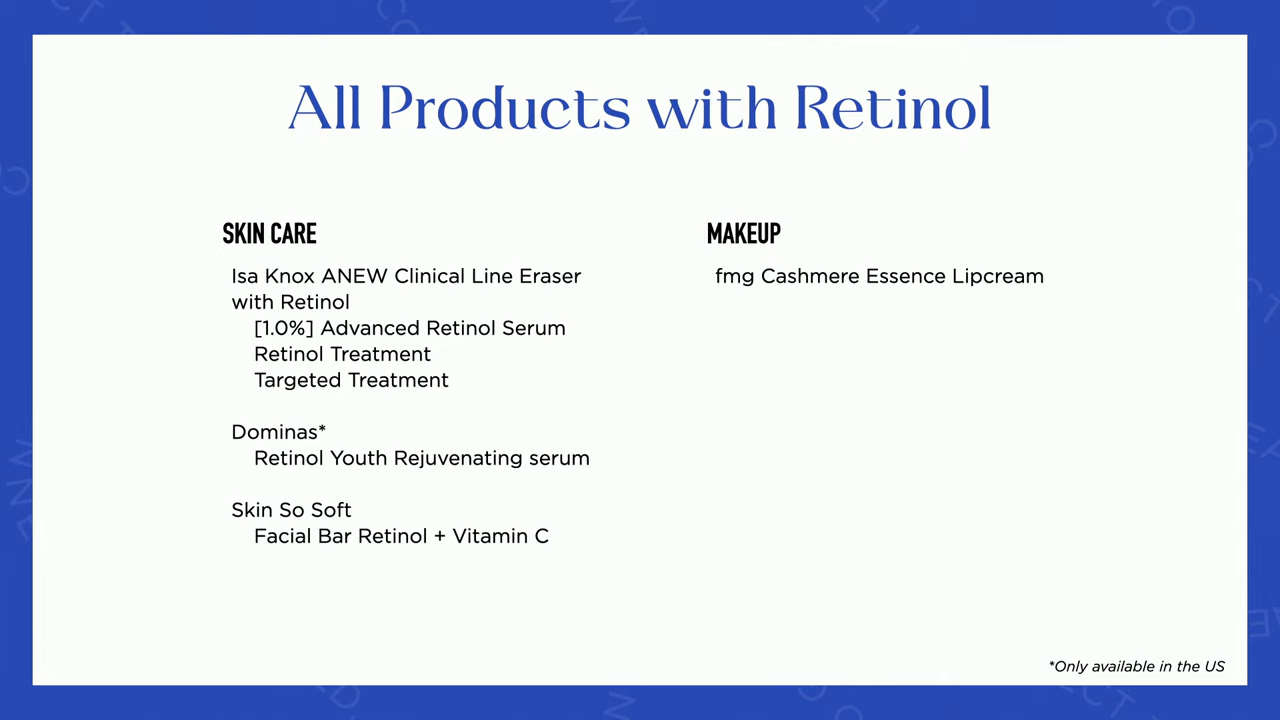 All Products with Retinol
SKIN CARE
Isa Knox ANEW Clinical Line Eraser
with Retinol
[1.0%] Advanced Retinol Serum
Retinol Treatment
Targeted Treatment
Dominas*
Retinol Youth Rejuvenating serum
Skin So Soft
Facial Bar Retinol + Vitamin C
MAKEUP
fmg Cashmere Essence Lipcream
*Only available in the US